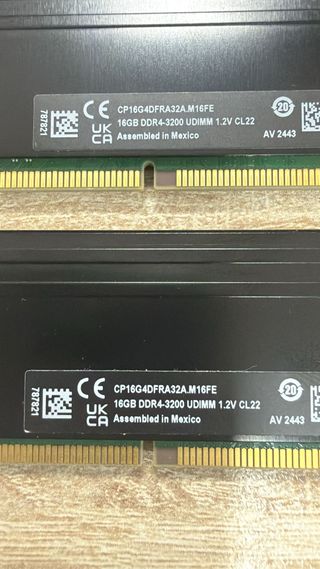 787821
CE
UK
CA
CP16G4DFRA32A.M16FE
16GB DDR4-3200 UDIMM 1.2V CL22
Assembled in Mexico
20
AV 2443
787821
CE
UK
CA
CP16G4DFRA32A.M16FE
16GB DDR4-3200 UDIMM 1.2V CL22
Assembled in Mexico
20
AV 2443